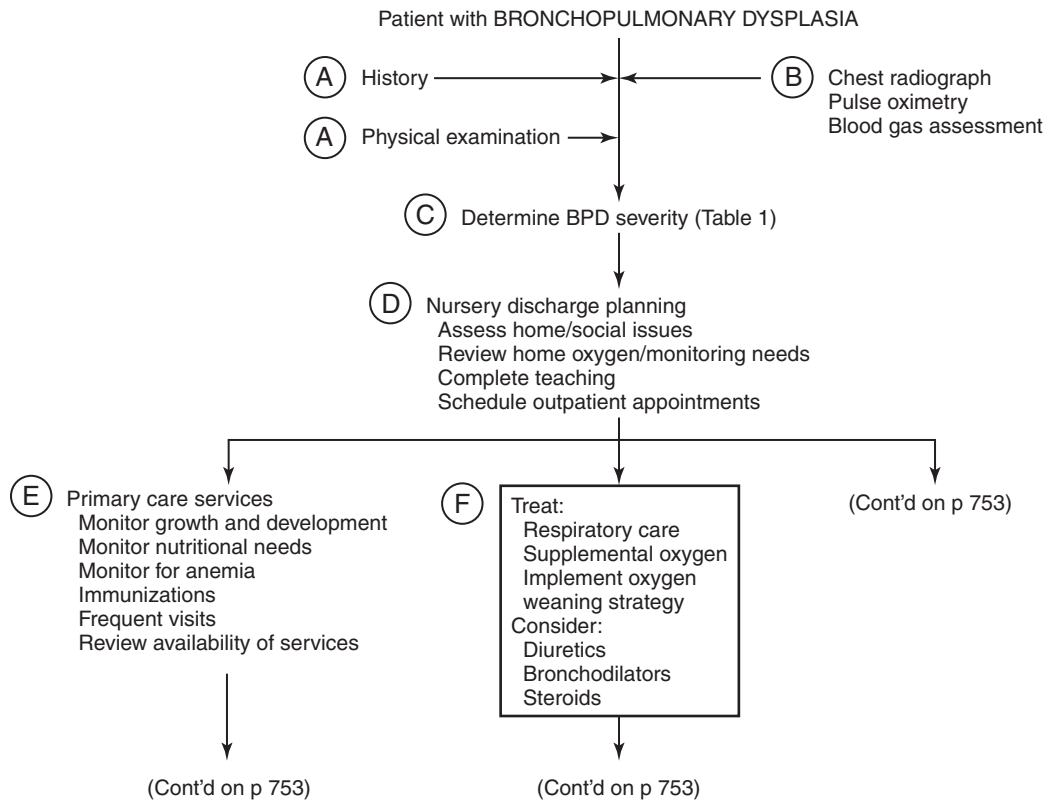 Patient with BRONCHOPULMONARY DYSPLASIA
A History
B Chest radiograph
Pulse oximetry
Blood gas assessment
A Physical examination
C Determine BPD severity (Table 1)
D Nursery discharge planning
Assess home/social issues
Review home oxygen/monitoring needs
Complete teaching
Schedule outpatient appointments
E Primary care services
Monitor growth and development
Monitor nutritional needs
Monitor for anemia
Immunizations
Frequent visits
Review availability of services
(Cont'd on p 753)
F Treat:
Respiratory care
Supplemental oxygen
Implement oxygen
weaning strategy
Consider:
Diuretics
Bronchodilators
Steroids
(Cont'd on p 753)
(Cont'd on p 753)